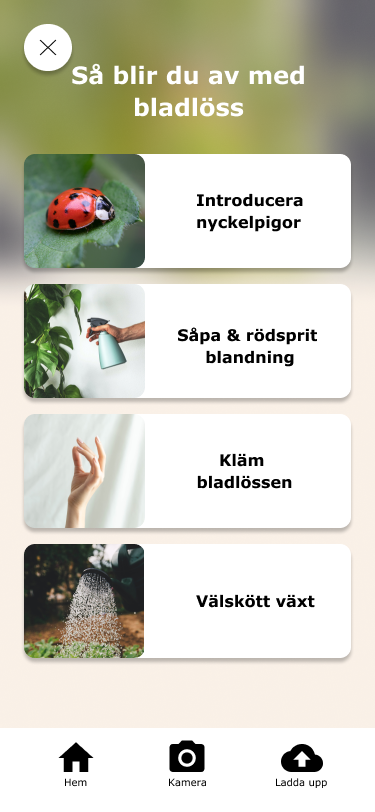 Så blir du av med
bladlöss
Introducera
nyckelpigor
Såpa & rödsprit
blandning
Kläm
bladlössen
Välskött växt
Hem
Kamera
Ladda upp